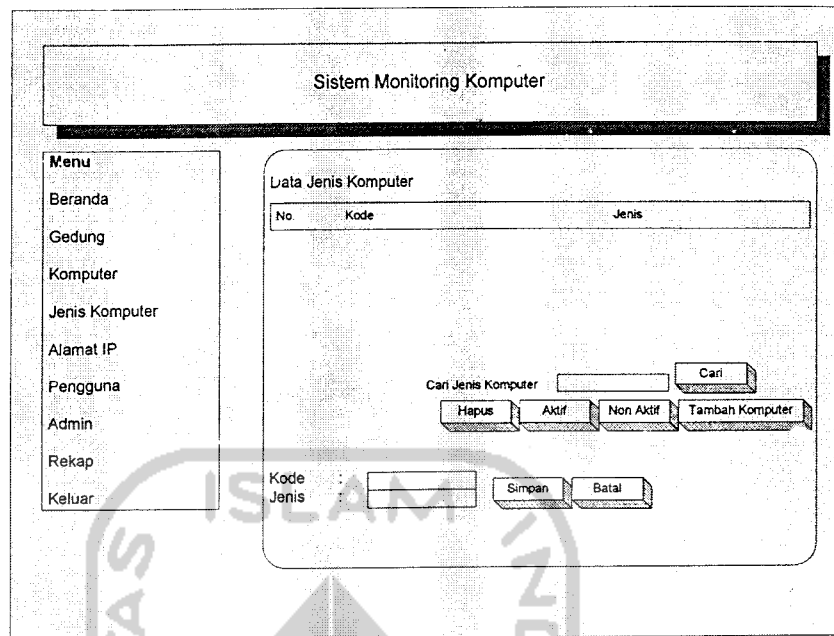 Sistem Monitoring Komputer
Menu
Beranda
Gedung
Komputer
Jenis Komputer
Alamat IP
Pengguna
Admin
Rekap
Keluar
Data Jenis Komputer
No. Kode Jenis
Cari Jenis Komputer : Cari
Hapus Aktif Non Aktif Tambah Komputer
Kode :
Jenis :
Simpan Batal
ISLAM